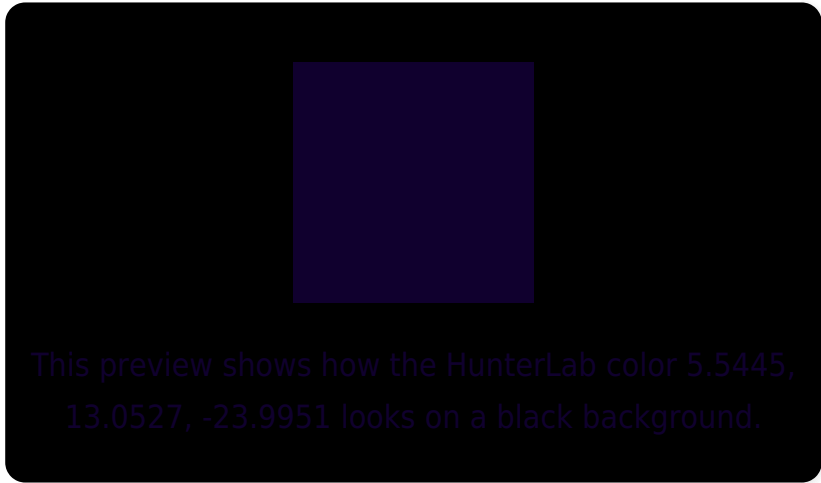 This preview shows how the HunterLab color 5.5445,
13.0527, -23.9951 looks on a black background.